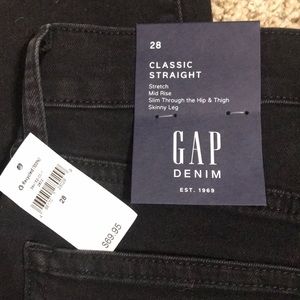 28
CLASSIC
STRAIGHT
Stretch
Mid Rise
Slim Through the Hip & Thigh
Skinny Leg
GAP
DENIM
EST. 1969
28
$69.95